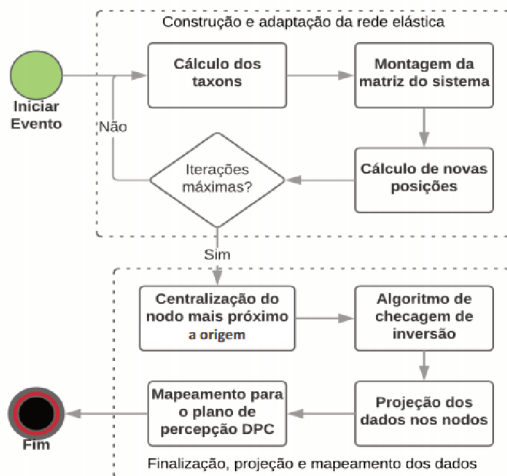 Construção e adaptação da rede elástica
Iniciar
Evento
Cálculo dos
taxons
Montagem da
matriz do sistema
Não
Iterações
máximas?
Cálculo de novas
posições
Sim
Centralização do
nodo mais próximo
a origem
Algoritmo de
checagem de
inversão
Fim
Mapeamento para
o plano de
percepção DPC
Projeção dos
dados nos nodos
Finalização, projeção e mapeamento dos dados